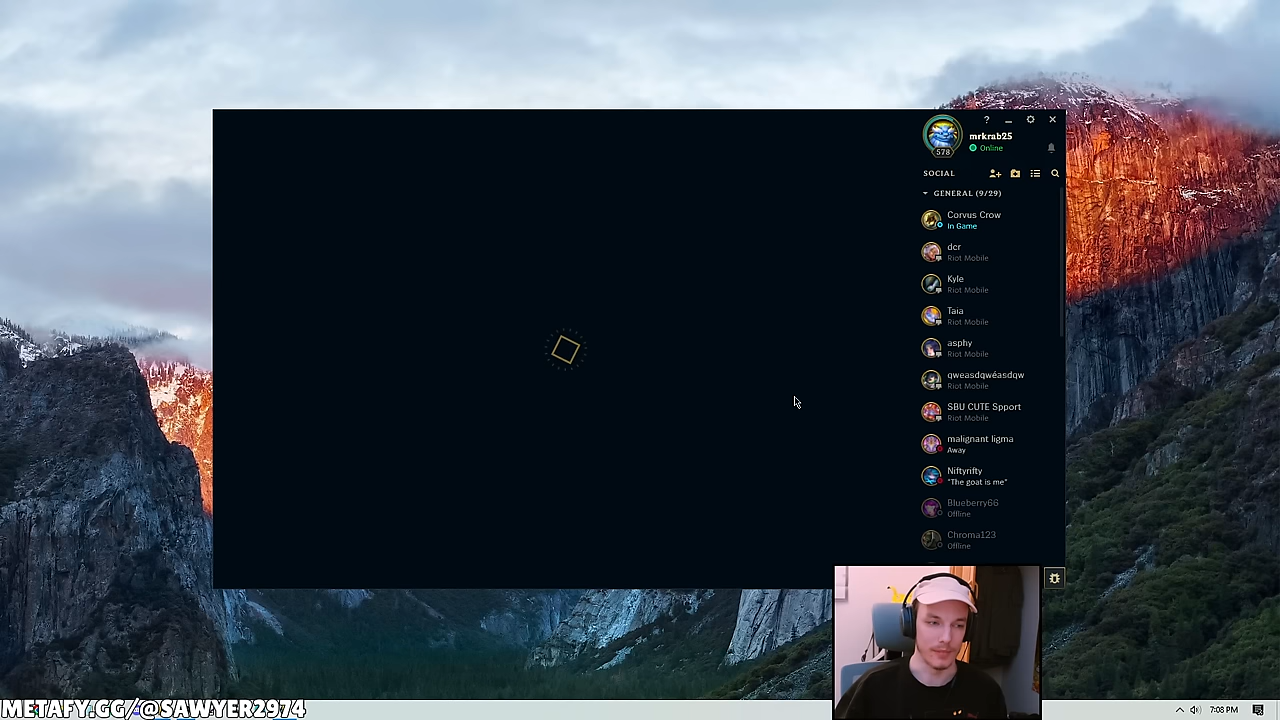 ?
mrkrab25
Online
578
SOCIAL
GENERAL (9/29)
Corvus Crow
In Game
dcr
Riot Mobile
Kyle
Riot Mobile
Taia
Riot Mobile
asphy
Riot Mobile
qweasdqwéasdqw
Riot Mobile
SBU CUTE Spport
Riot Mobile
malignant ligma
Away
Niftyrifty
"The goat is me"
Blueberry66
Offline
Chroma123
Offline
METAFY.GG/@SAWYER2974
7:08 PM